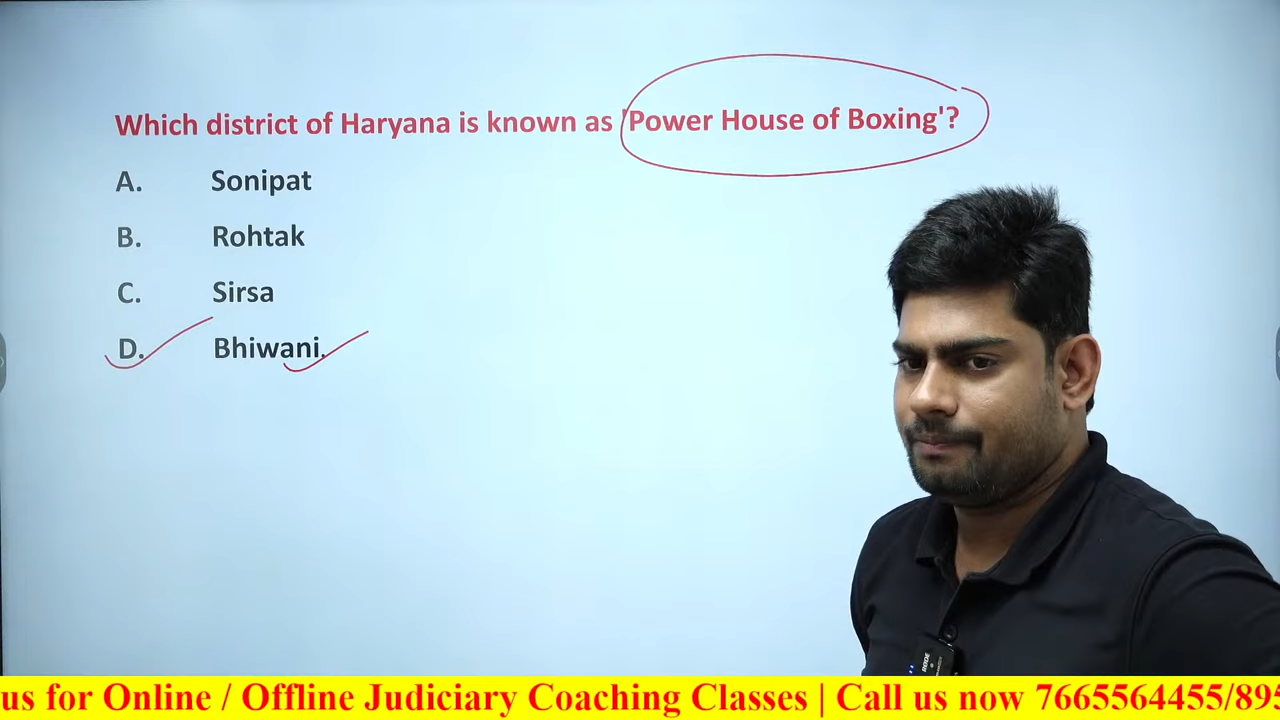 Which district of Haryana is known as 'Power House of Boxing'?
A. Sonipat
B. Rohtak
C. Sirsa
D. Bhiwani.
RODE
us for Online / Offline Judiciary Coaching Classes | Call us now 7665564455/895